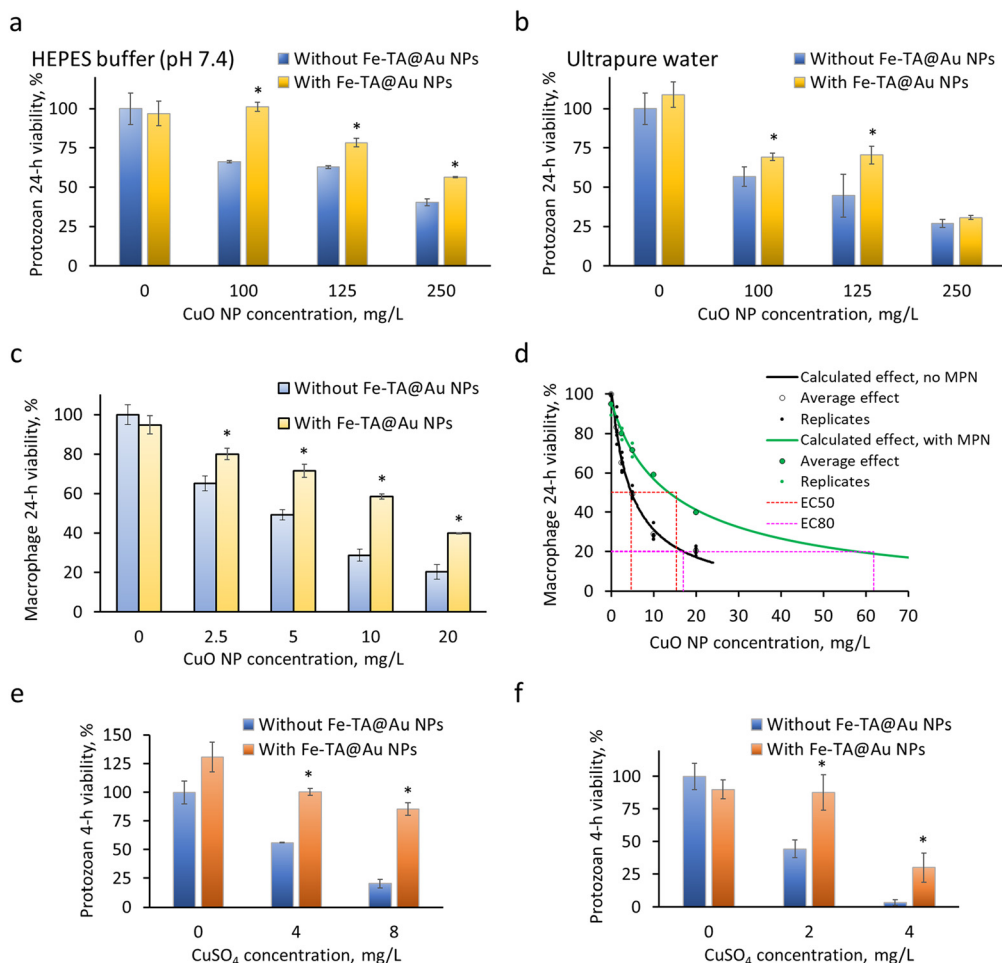 a
HEPES buffer (pH 7.4)
Without Fe-TA@Au NPs
With Fe-TA@Au NPs
Protozoan 24-h viability, %
100
75
50
25
0
*
*
*
0 100 125 250
CuO NP concentration, mg/L
b
Ultrapure water
Without Fe-TA@Au NPs
With Fe-TA@Au NPs
Protozoan 24-h viability, %
100
75
50
25
0
*
*
0 100 125 250
CuO NP concentration, mg/L
c
Without Fe-TA@Au NPs
With Fe-TA@Au NPs
Macrophage 24-h viability, %
100
80
60
40
20
0
*
*
*
*
0 2.5 5 10 20
CuO NP concentration, mg/L
d
Calculated effect, no MPN
Average effect
Replicates
Calculated effect, with MPN
Average effect
Replicates
EC50
EC80
Macrophage 24-h viability, %
100
80
60
40
20
0
0 10 20 30 40 50 60 70
CuO NP concentration, mg/L
e
Without Fe-TA@Au NPs
With Fe-TA@Au NPs
Protozoan 4-h viability, %
150
125
100
75
50
25
0
*
*
0 4 8
CuSO₄ concentration, mg/L
f
Without Fe-TA@Au NPs
With Fe-TA@Au NPs
Protozoan 4-h viability, %
100
75
50
25
0
*
*
0 2 4
CuSO₄ concentration, mg/L